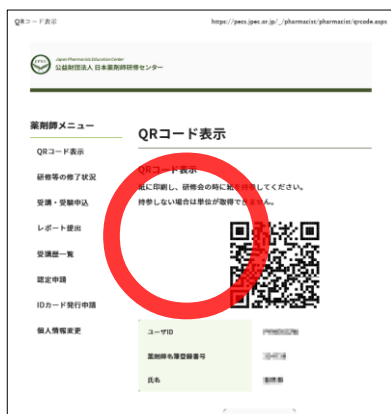 QRコード表示 https://pecs.jpec.or.jp/_/pharmacist/pharmacist/qrcode.aspx
Japan Pharmacists Education Center
公益財団法人 日本薬剤師研修センター
薬剤師メニュー
QRコード表示
研修等の修了状況
受講・受験申込
レポート提出
受講歴一覧
認定申請
IDカード発行申請
個人情報変更
QRコード表示
QRコード表示
紙に印刷し、研修会の時に紙を持参してください。
持参しない場合は単位が取得できません。
ユーザID
薬剤師名簿登録番号
氏名